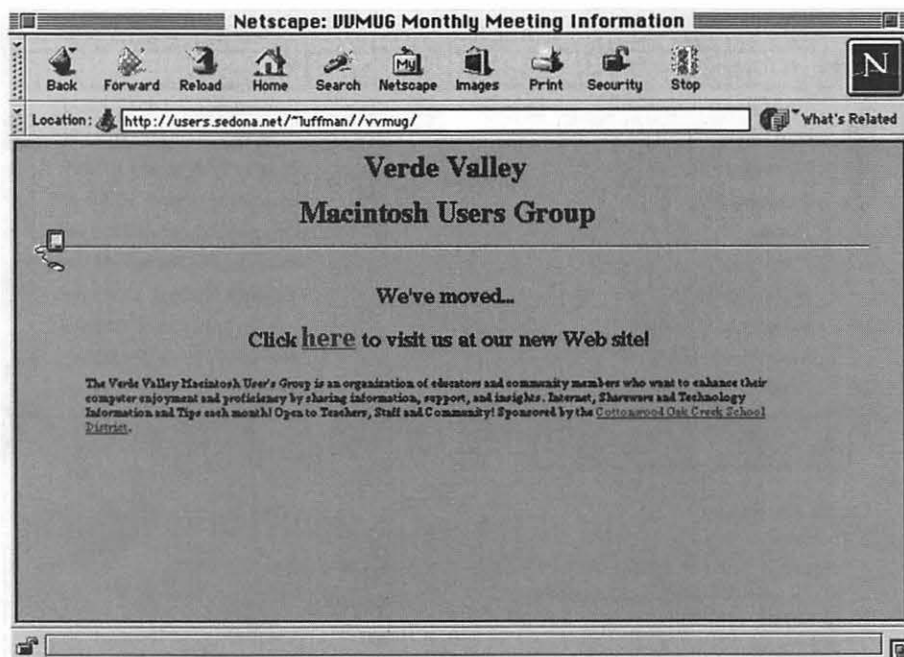 Netscape: VVMUG Monthly Meeting Information
Back Forward Reload Home Search Netscape Images Print Security Stop
My
N
Location: http://users.sedona.net/~luffman//vvmug/ What's Related
Verde Valley
Macintosh Users Group
We've moved...
Click here to visit us at our new Web site!
The Verde Valley Macintosh User's Group is an organization of educators and community members who want to enhance their
computer enjoyment and proficiency by sharing information, support, and insights. Internet, Shareware and Technology
Information and Tips each month! Open to Teachers, Staff and Community! Sponsored by the Cottonwood Oak Creek School
District.